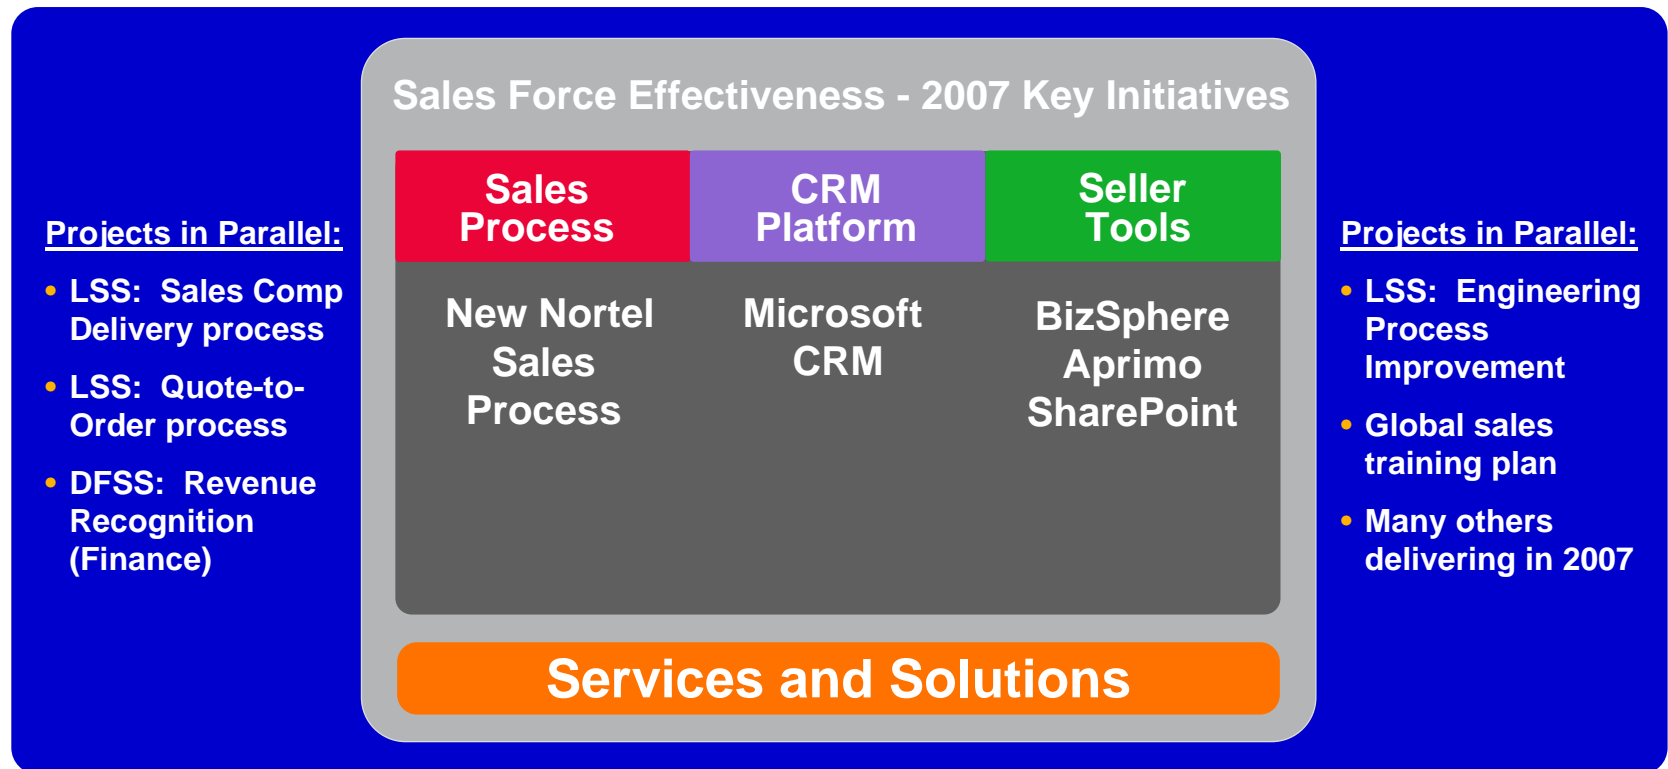 Sales Force Effectiveness - 2007 Key Initiatives
Projects in Parallel:
• LSS: Sales Comp
Delivery process
• LSS: Quote-to-
Order process
• DFSS: Revenue
Recognition
(Finance)
Sales
Process
New Nortel
Sales
Process
CRM
Platform
Microsoft
CRM
Seller
Tools
BizSphere
Aprimo
SharePoint
Services and Solutions
Projects in Parallel:
• LSS: Engineering
Process
Improvement
• Global sales
training plan
• Many others
delivering in 2007